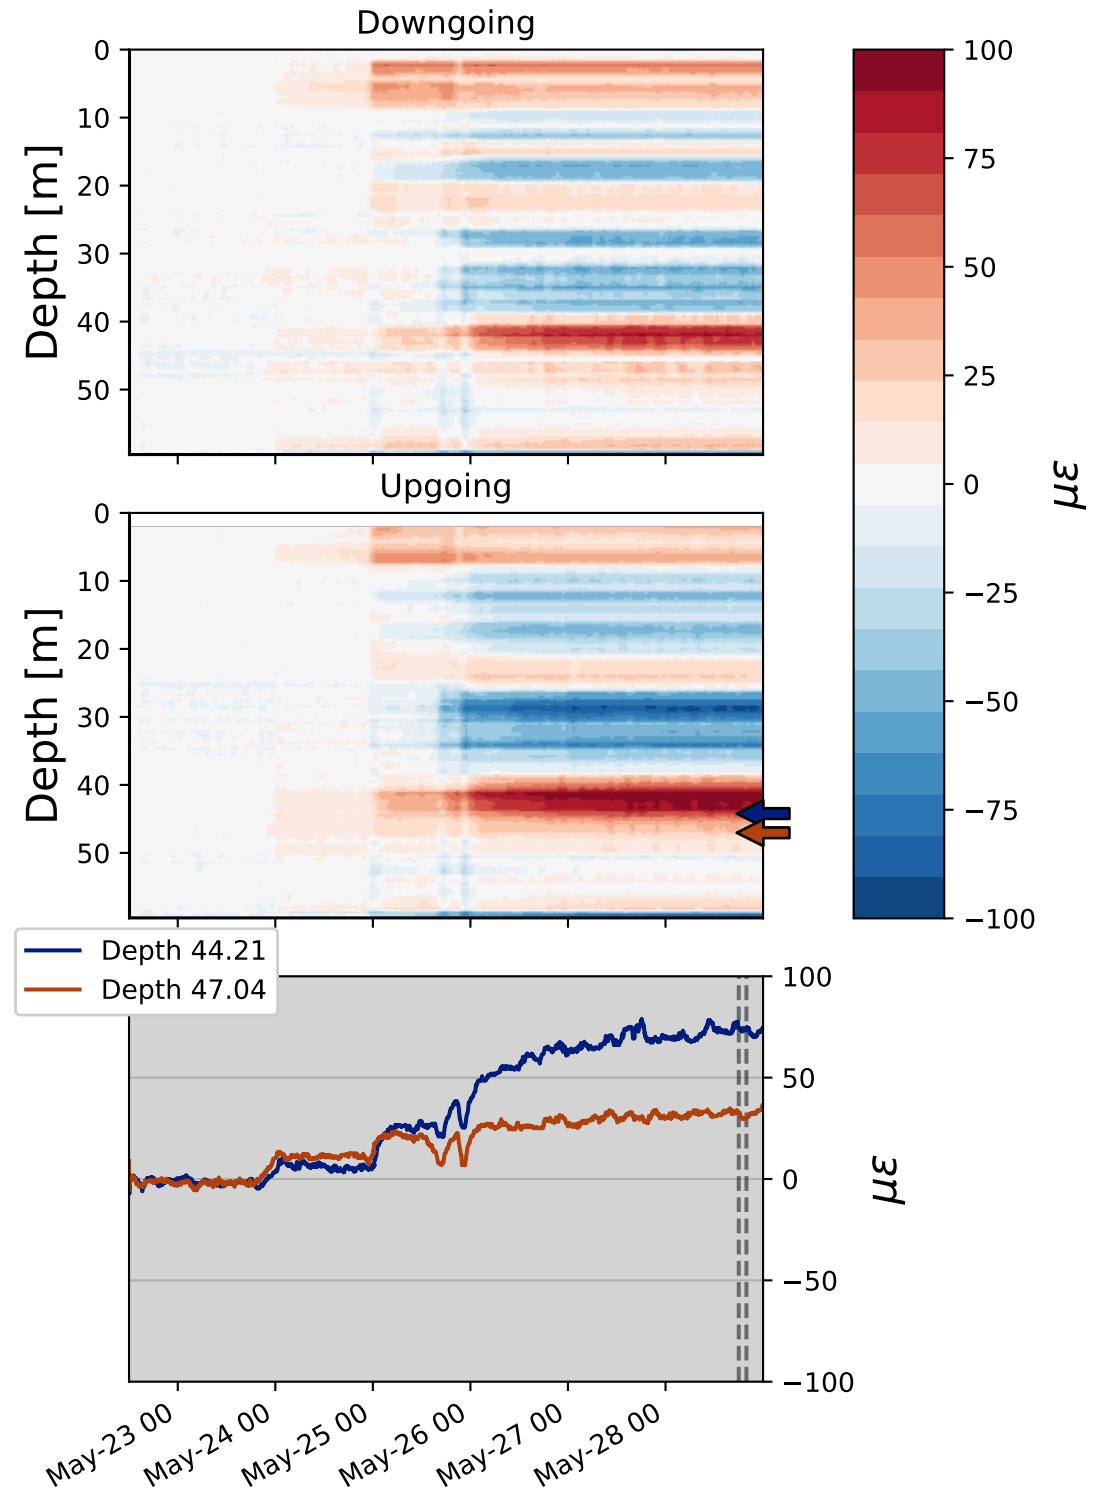 Downgoing
0
10
20
30
40
50
Depth [m]
Upgoing
0
10
20
30
40
50
Depth [m]
100
75
50
25
0
−25
−50
−75
−100
με
Depth 44.21
Depth 47.04
100
50
0
−50
−100
με
May-23 00
May-24 00
May-25 00
May-26 00
May-27 00
May-28 00